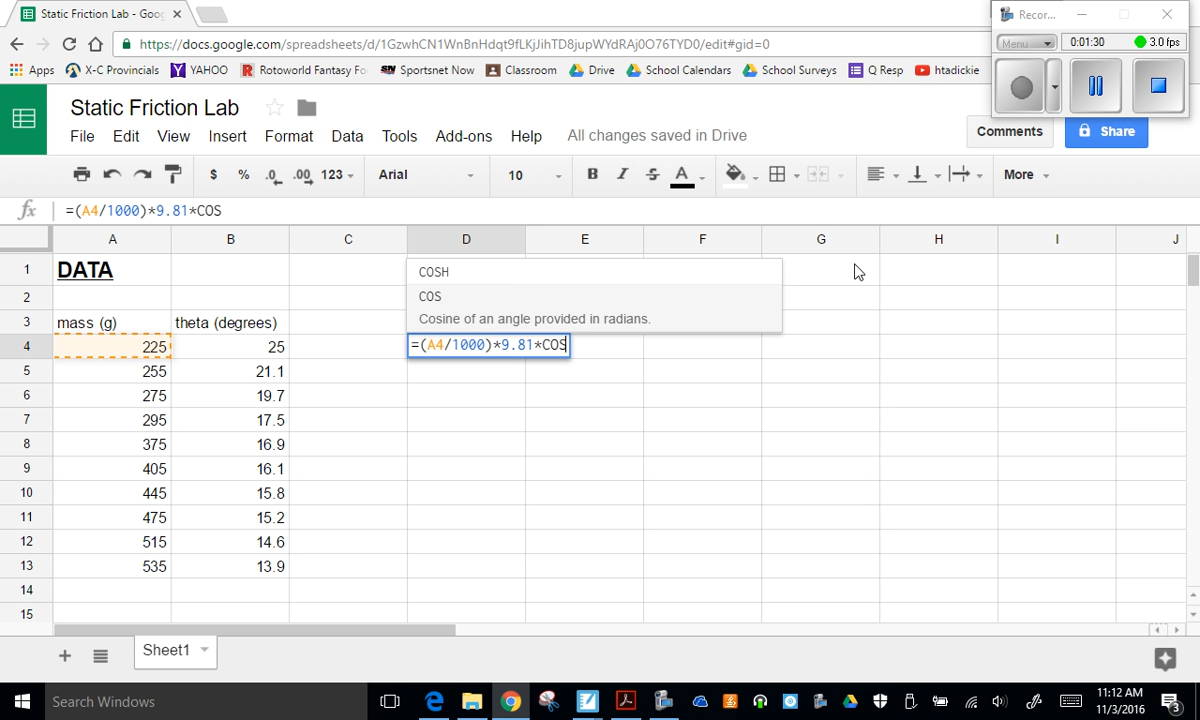 Static Friction Lab - Goog
Recor...
Menu
0:01:30
3.0 fps
https://docs.google.com/spreadsheets/d/1GzwhCN1WnBnHdqt9fLKjJihTD8jupWYdRAj0O76TYD0/edit#gid=0
Apps
X-C Provincials
YAHOO
Rotoworld Fantasy Fo
Sportsnet Now
Classroom
Drive
School Calendars
School Surveys
Q Resp
htadickie
Static Friction Lab
File Edit View Insert Format Data Tools Add-ons Help All changes saved in Drive
Comments
Share
$ % .0 .00 123 Arial 10 B I S A More
fx =(A4/1000)*9.81*COS
A B C D E F G H I J
1 DATA
COSH
2
COS
Cosine of an angle provided in radians.
3 mass (g) theta (degrees)
4 225 25 =(A4/1000)*9.81*COS
5 255 21.1
6 275 19.7
7 295 17.5
8 375 16.9
9 405 16.1
10 445 15.8
11 475 15.2
12 515 14.6
13 535 13.9
14
15
Sheet1
Search Windows
11:12 AM
11/3/2016
3